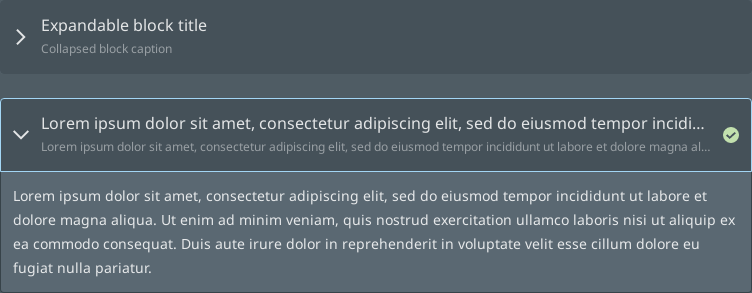 Expandable block title
Collapsed block caption
Lorem ipsum dolor sit amet, consectetur adipiscing elit, sed do eiusmod tempor incidi...
Lorem ipsum dolor sit amet, consectetur adipiscing elit, sed do eiusmod tempor incididunt ut labore et dolore magna al...
Lorem ipsum dolor sit amet, consectetur adipiscing elit, sed do eiusmod tempor incididunt ut labore et
dolore magna aliqua. Ut enim ad minim veniam, quis nostrud exercitation ullamco laboris nisi ut aliquip ex
ea commodo consequat. Duis aute irure dolor in reprehenderit in voluptate velit esse cillum dolore eu
fugiat nulla pariatur.